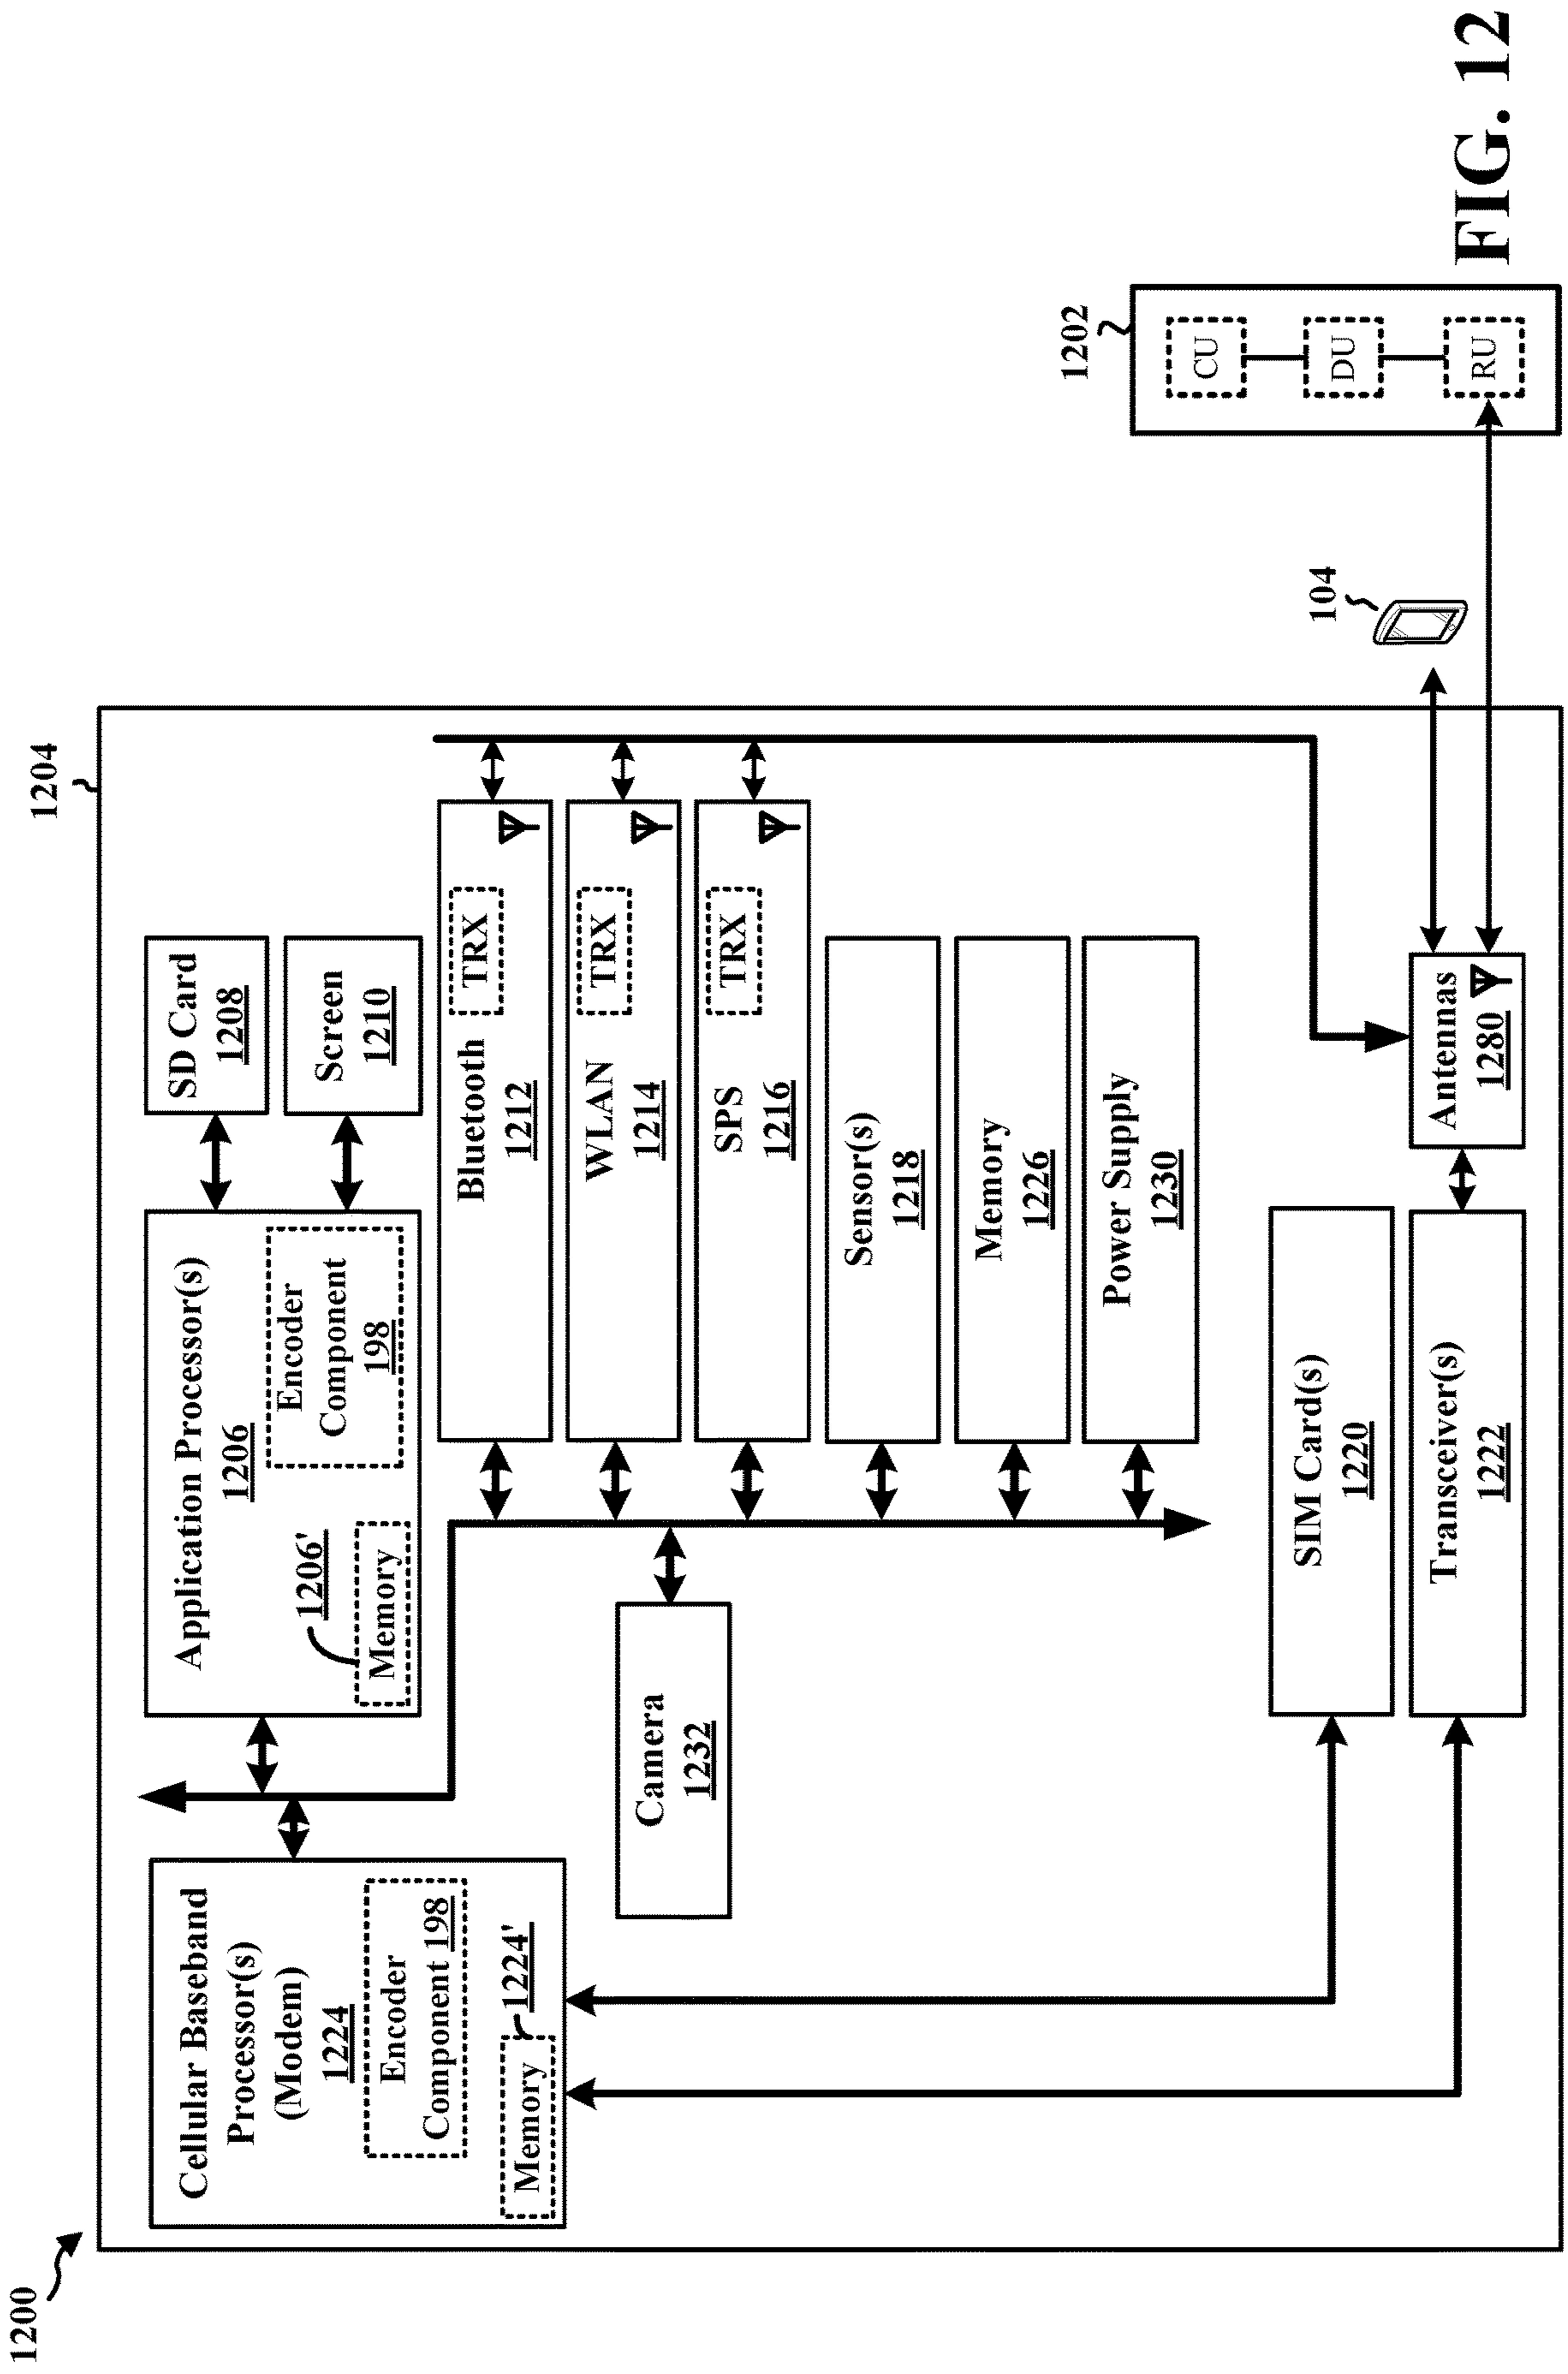 1200
1204
Cellular Baseband
Processor(s)
(Modem)
1224
Encoder
Component 198
Memory
1224'
Application Processor(s)
1206
1206'
Memory
Encoder
Component
198
SD Card
1208
Screen
1210
Bluetooth
1212
TRX
WLAN
1214
TRX
SPS
1216
TRX
Camera
1232
Sensor(s)
1218
Memory
1226
Power Supply
1230
SIM Card(s)
1220
Transceiver(s)
1222
Antennas
1280
104
1202
CU
DU
RU
FIG. 12